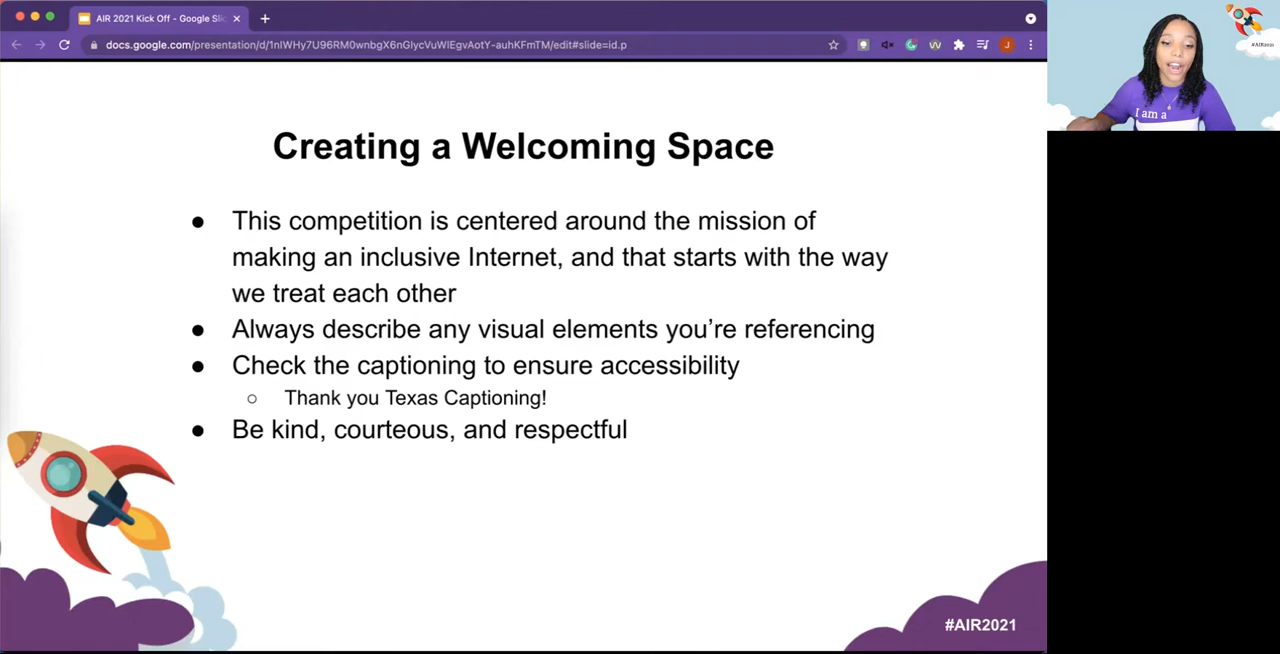 AIR 2021 Kick Off - Google Slid
docs.google.com/presentation/d/1nIWHy7U96RM0wnbgX6nGlycVuWlEgvAotY-auhKFmTM/edit#slide=id.p
J
#AIR2021
I am a
Creating a Welcoming Space
● This competition is centered around the mission of
making an inclusive Internet, and that starts with the way
we treat each other
● Always describe any visual elements you’re referencing
● Check the captioning to ensure accessibility
○ Thank you Texas Captioning!
● Be kind, courteous, and respectful
#AIR2021